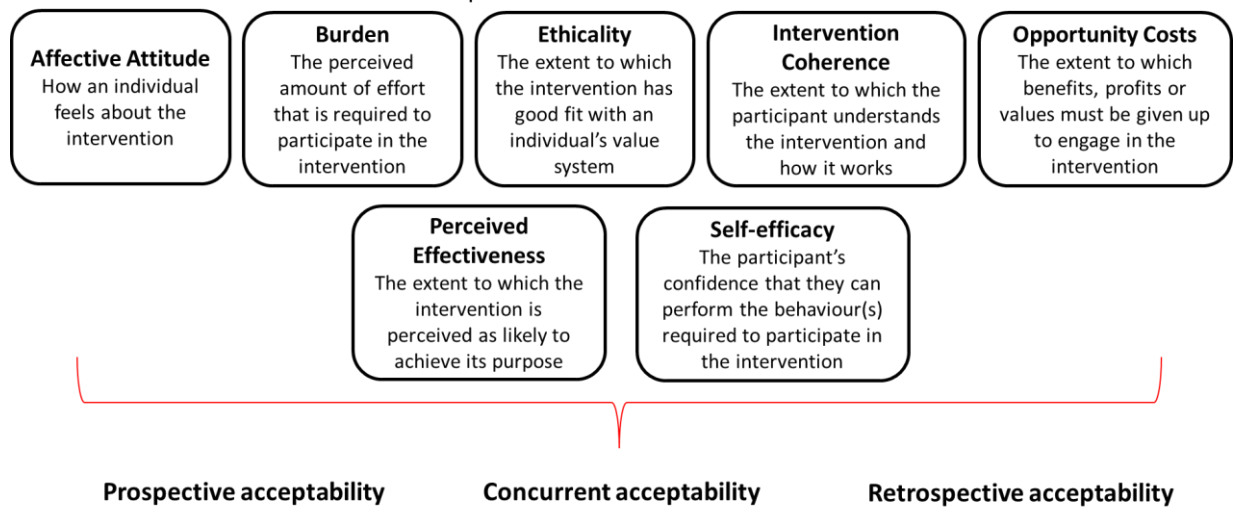 Affective Attitude
How an individual
feels about the
intervention
Burden
The perceived
amount of effort
that is required to
participate in the
intervention
Ethicality
The extent to which
the intervention has
good fit with an
individual's value
system
Intervention
Coherence
The extent to which the
participant understands
the intervention and
how it works
Opportunity Costs
The extent to which
benefits, profits or
values must be given up
to engage in the
intervention
Perceived
Effectiveness
The extent to which the
intervention is
perceived as likely to
achieve its purpose
Self-efficacy
The participant's
confidence that they can
perform the behaviour(s)
required to participate in
the intervention
Prospective acceptability
Concurrent acceptability
Retrospective acceptability